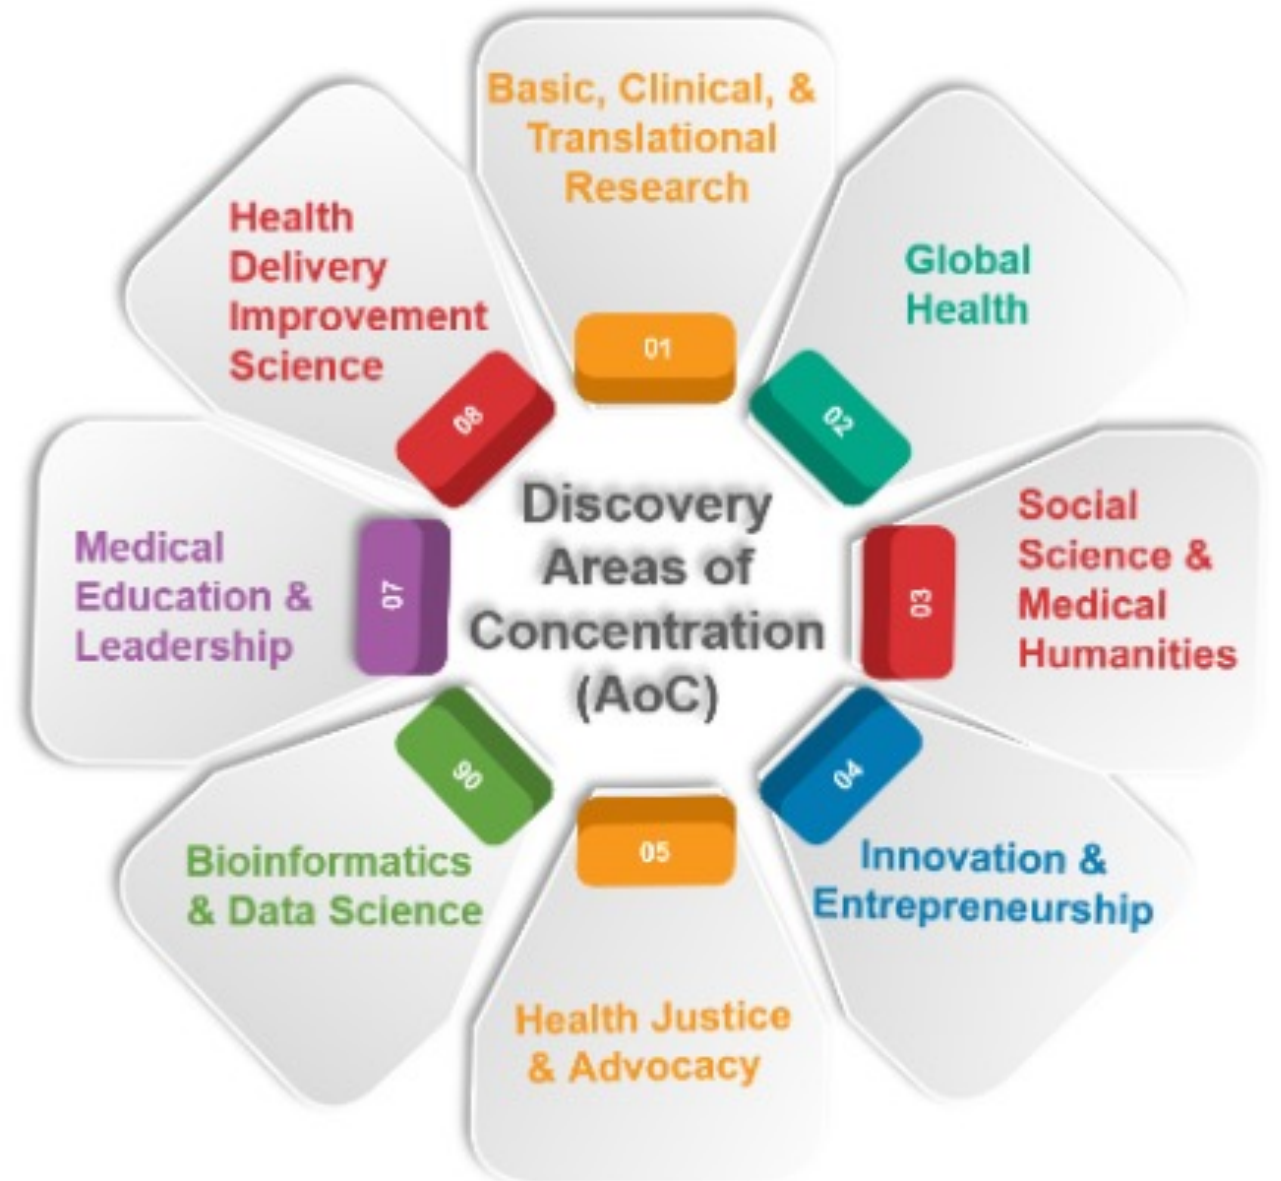 Basic, Clinical, &
Translational
Research
01
Global
Health
02
Social
Science &
Medical
Humanities
03
Innovation &
Entrepreneurship
04
Health Justice
& Advocacy
05
Bioinformatics
& Data Science
06
Medical
Education &
Leadership
07
Health
Delivery
Improvement
Science
08
Discovery
Areas of
Concentration
(AoC)